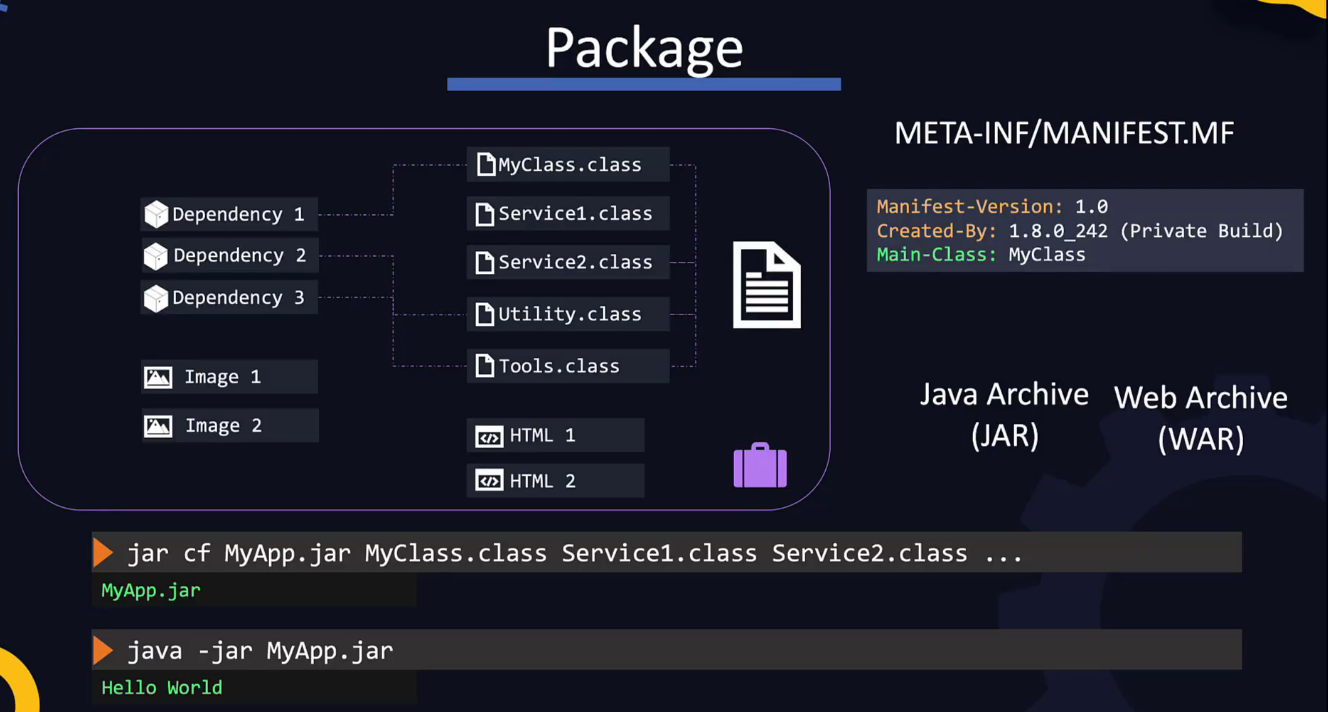 Package
META-INF/MANIFEST.MF
MyClass.class
Service1.class
Service2.class
Utility.class
Tools.class
Dependency 1
Dependency 2
Dependency 3
Image 1
Image 2
HTML 1
HTML 2
Manifest-Version: 1.0
Created-By: 1.8.0_242 (Private Build)
Main-Class: MyClass
Java Archive
(JAR)
Web Archive
(WAR)
jar cf MyApp.jar MyClass.class Service1.class Service2.class ...
MyApp.jar
java -jar MyApp.jar
Hello World